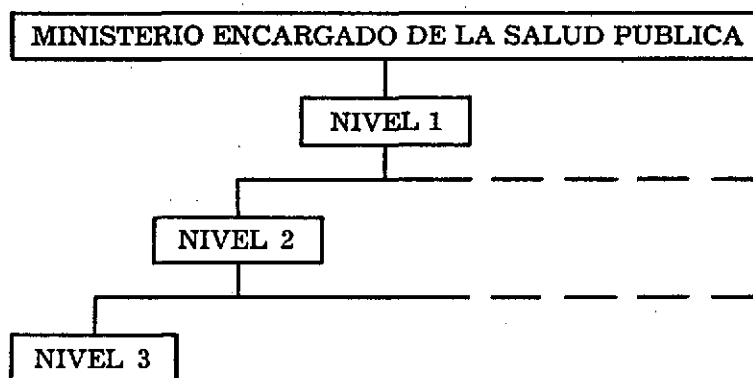 MINISTERIO ENCARGADO DE LA SALUD PUBLICA
NIVEL 1
NIVEL 2
NIVEL 3